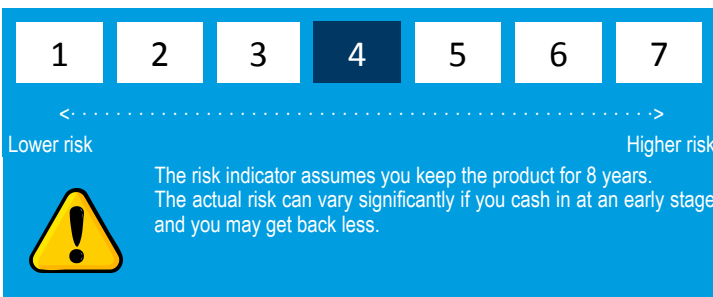 1 2 3 4 5 6 7
Lower risk Higher risk
The risk indicator assumes you keep the product for 8 years.
The actual risk can vary significantly if you cash in at an early stage
and you may get back less.